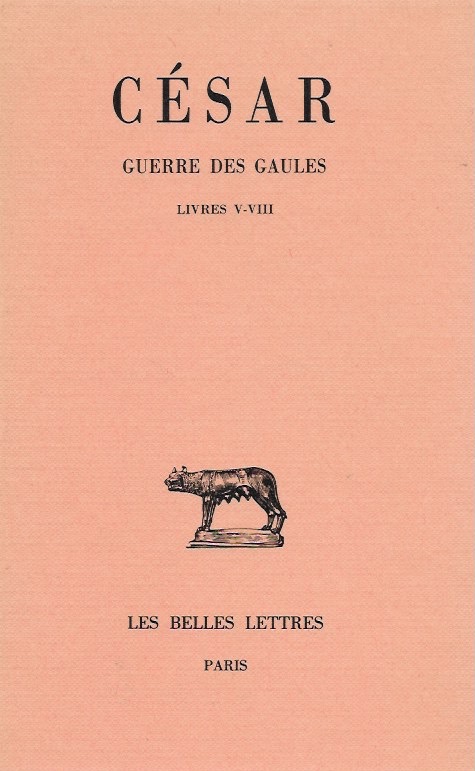 CÉSAR
GUERRE DES GAULES
LIVRES V-VIII
LES BELLES LETTRES
PARIS